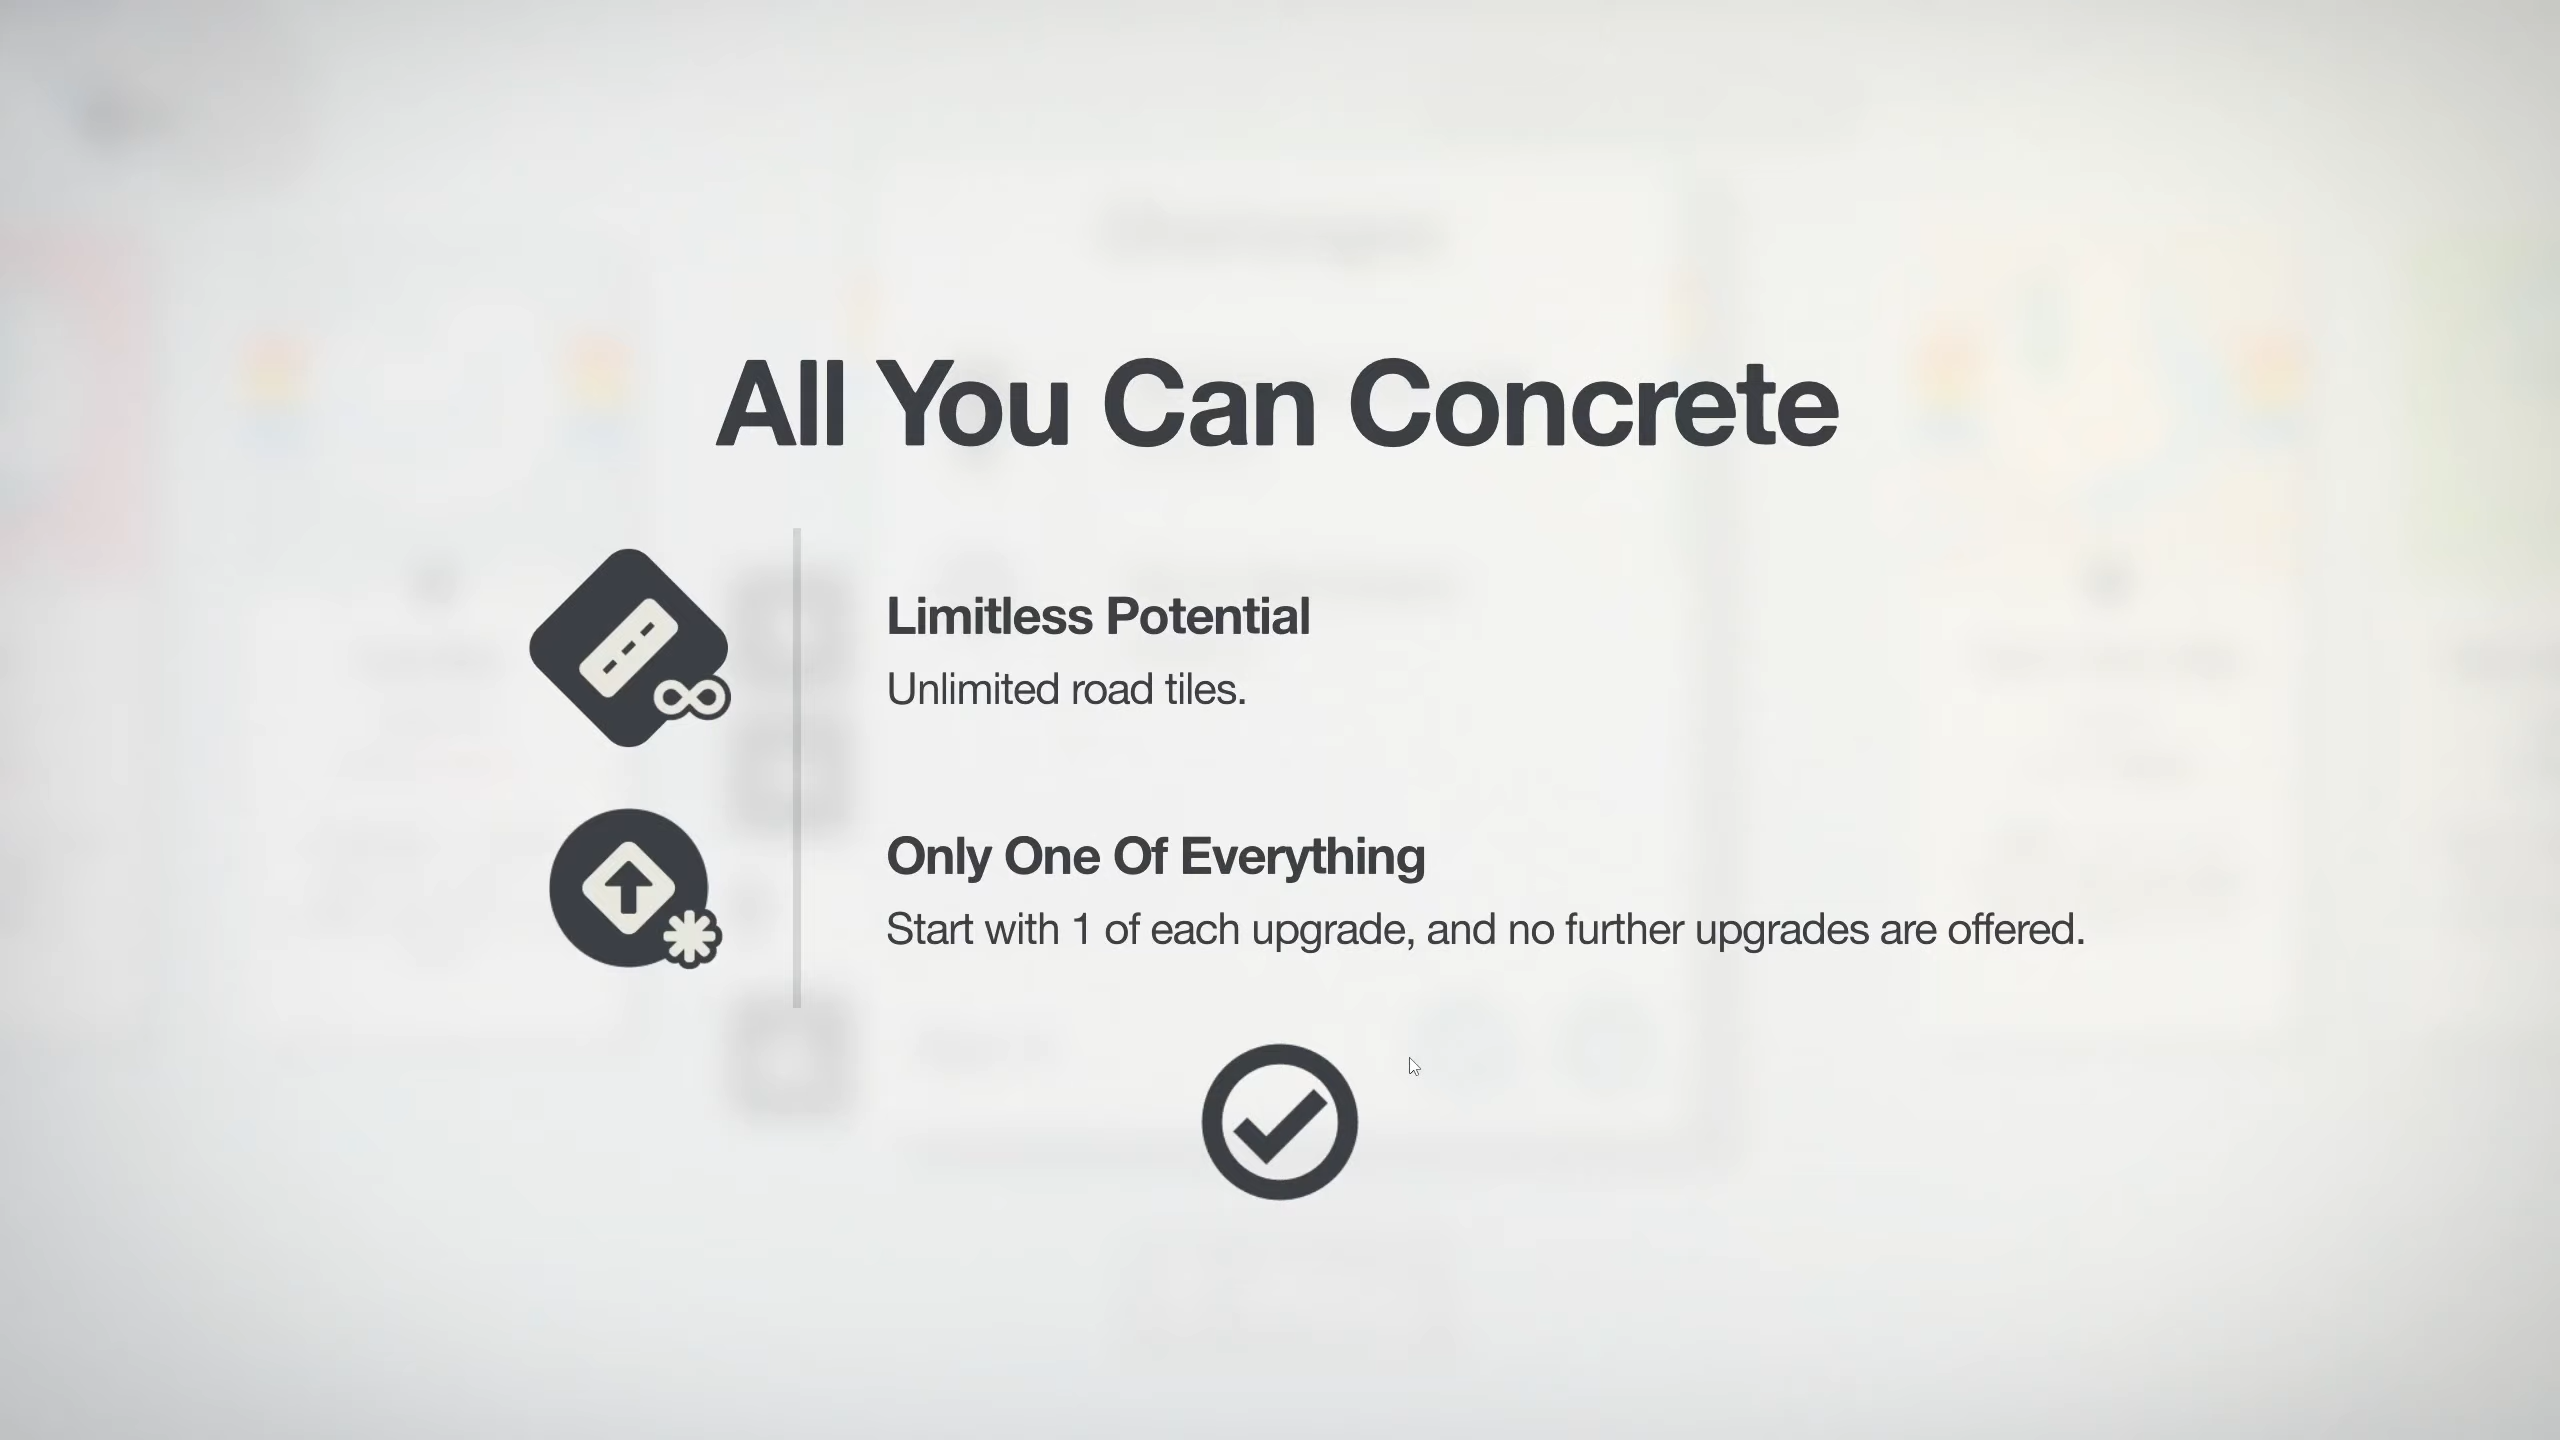 All You Can Concrete
Limitless Potential
Unlimited road tiles.
Only One Of Everything
Start with 1 of each upgrade, and no further upgrades are offered.